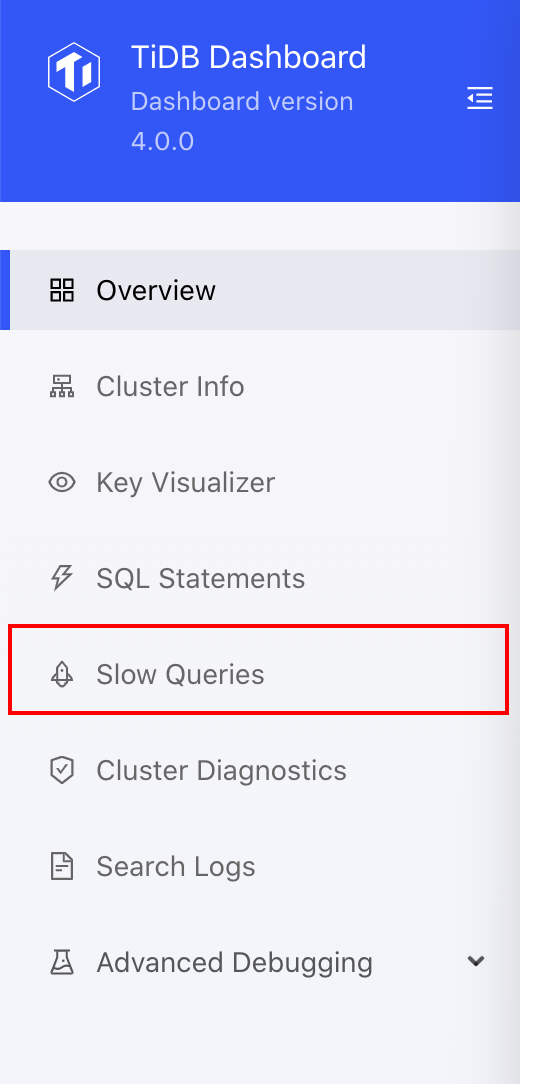 TiDB Dashboard
Dashboard version
4.0.0
Overview
Cluster Info
Key Visualizer
SQL Statements
Slow Queries
Cluster Diagnostics
Search Logs
Advanced Debugging